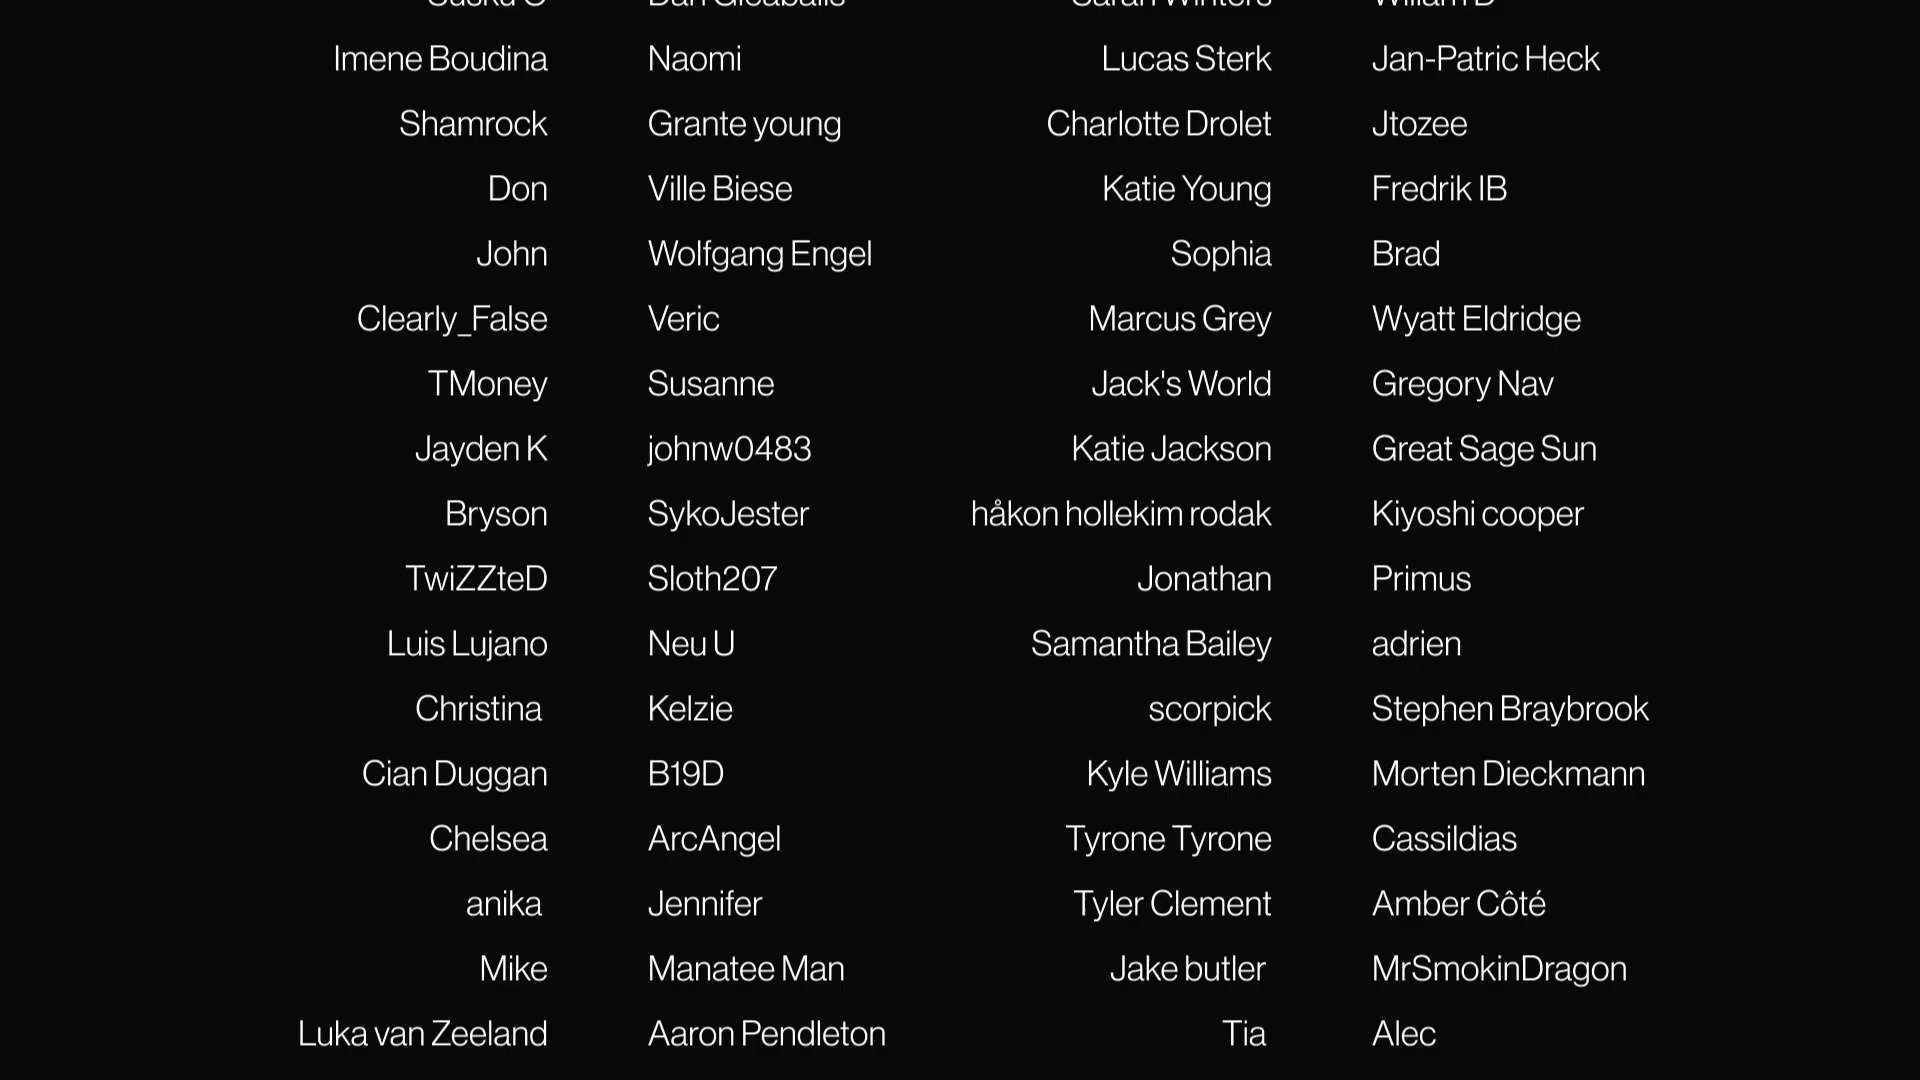 Imene Boudina Naomi Lucas Sterk Jan-Patric Heck
Shamrock Grante young Charlotte Drolet Jtozee
Don Ville Biese Katie Young Fredrik IB
John Wolfgang Engel Sophia Brad
Clearly_False Veric Marcus Grey Wyatt Eldridge
TMoney Susanne Jack's World Gregory Nav
Jayden K johnw0483 Katie Jackson Great Sage Sun
Bryson SykoJester håkon hollekim rodak Kiyoshi cooper
TwiZZteD Sloth207 Jonathan Primus
Luis Lujano Neu U Samantha Bailey adrien
Christina Kelzie scorpick Stephen Braybrook
Cian Duggan B19D Kyle Williams Morten Dieckmann
Chelsea ArcAngel Tyrone Tyrone Cassildias
anika Jennifer Tyler Clement Amber Côté
Mike Manatee Man Jake butler MrSmokinDragon
Luka van Zeeland Aaron Pendleton Tia Alec